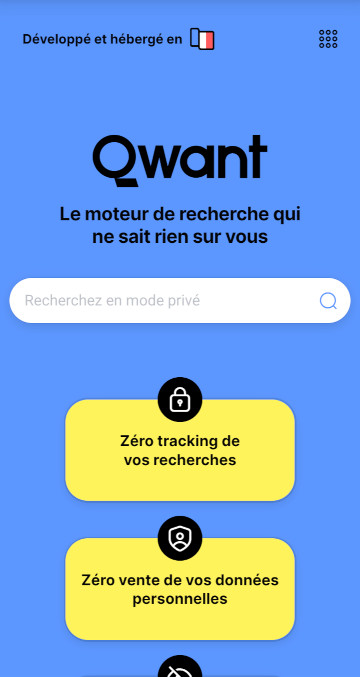 Développé et hébergé en
Qwant
Le moteur de recherche qui
ne sait rien sur vous
Recherchez en mode privé
Zéro tracking de
vos recherches
Zéro vente de vos données
personnelles